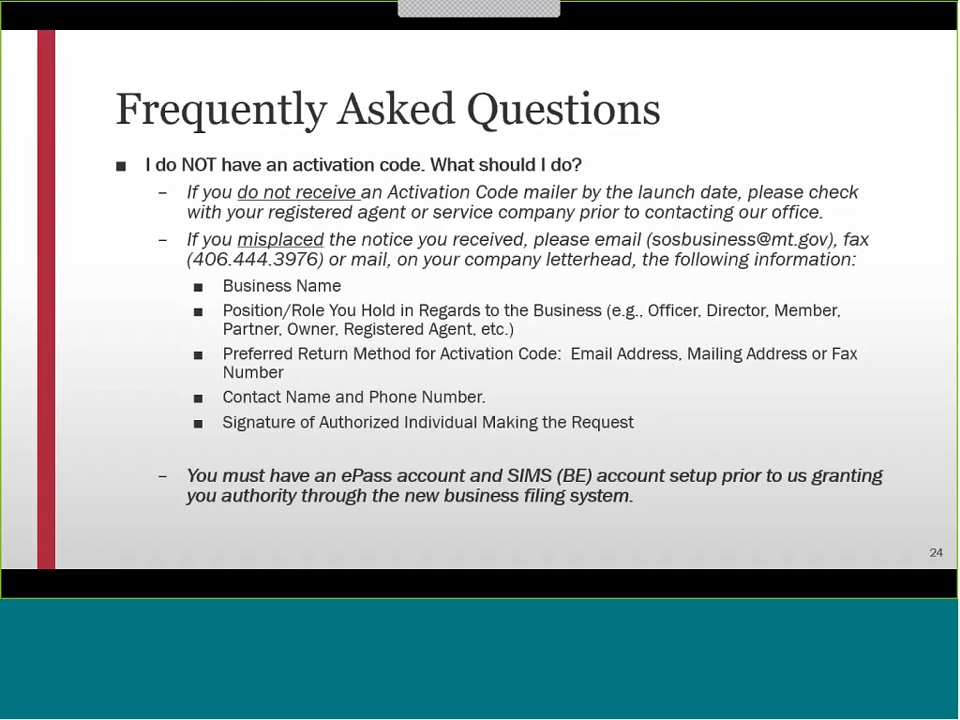 Frequently Asked Questions
■ I do NOT have an activation code. What should I do?
– If you do not receive an Activation Code mailer by the launch date, please check
with your registered agent or service company prior to contacting our office.
– If you misplaced the notice you received, please email (sosbusiness@mt.gov), fax
(406.444.3976) or mail, on your company letterhead, the following information:
■ Business Name
■ Position/Role You Hold in Regards to the Business (e.g., Officer, Director, Member,
Partner, Owner, Registered Agent, etc.)
■ Preferred Return Method for Activation Code: Email Address, Mailing Address or Fax
Number
■ Contact Name and Phone Number.
■ Signature of Authorized Individual Making the Request
– You must have an ePass account and SIMS (BE) account setup prior to us granting
you authority through the new business filing system.
24